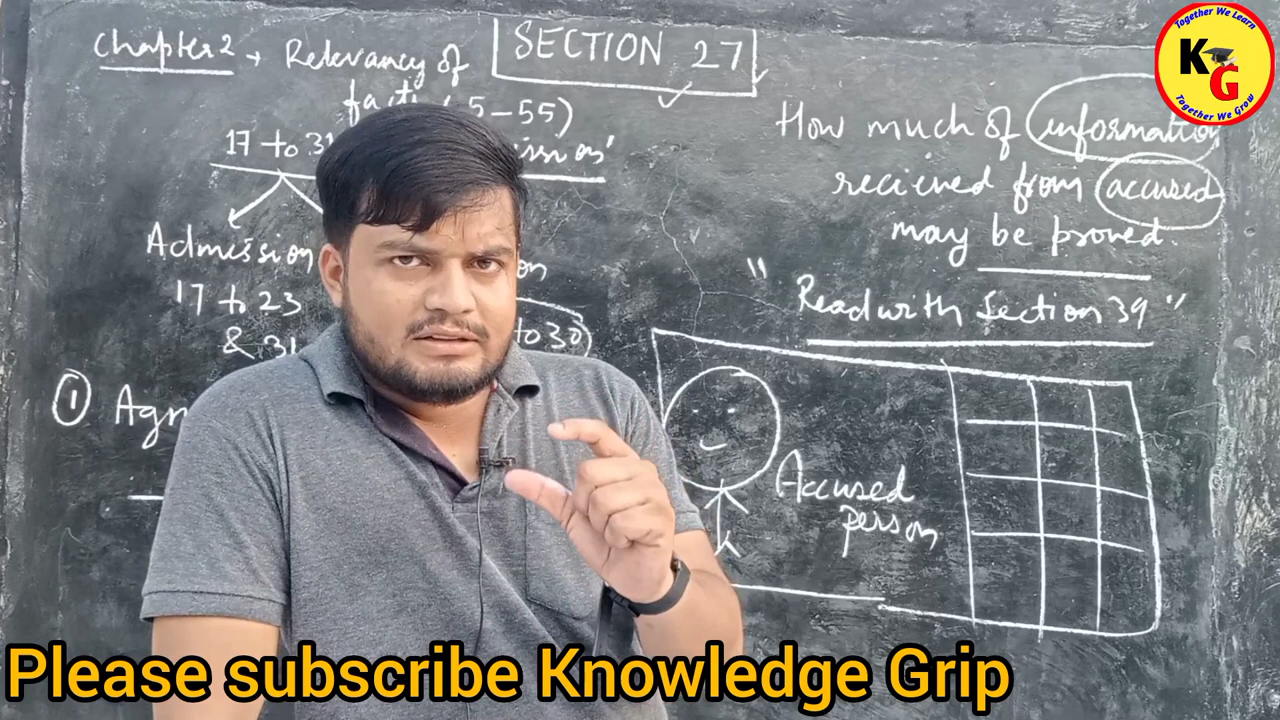 Chapter 2 → Relevancy of
facts (5-55)
SECTION 27
17 to 31
Admission
17 to 23
& 31
to 30)
①
How much of information
recieved from accused
may be proved.
"Read with Section 39"
Accused
person
Together We Learn
KG
Together We Grow
Please subscribe Knowledge Grip